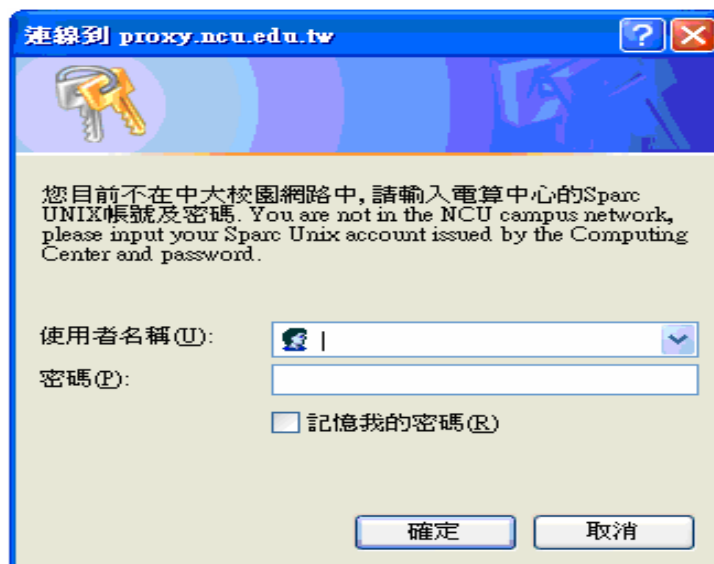 連線到 proxy.ncu.edu.tw
您目前不在中大校園網路中, 請輸入電算中心的Sparc
UNIX帳號及密碼. You are not in the NCU campus network,
please input your Sparc Unix account issued by the Computing
Center and password.
使用者名稱(U):
密碼(P):
記憶我的密碼(R)
確定 取消